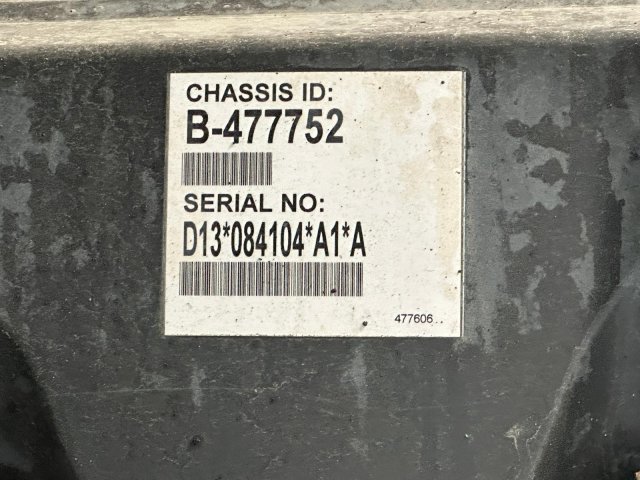 CHASSIS ID:
B-477752
SERIAL NO:
D13*084104*A1*A
477606